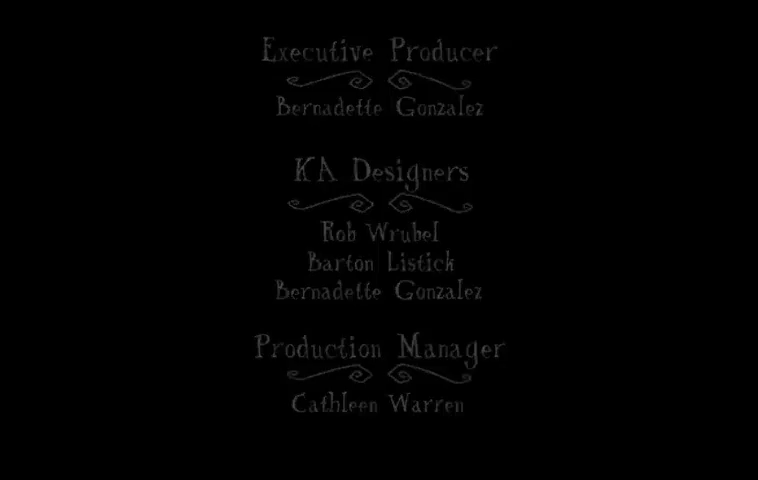 Executive Producer
Bernadette Gonzalez
KA Designers
Rob Wrubel
Barton Listick
Bernadette Gonzalez
Production Manager
Cathleen Warren